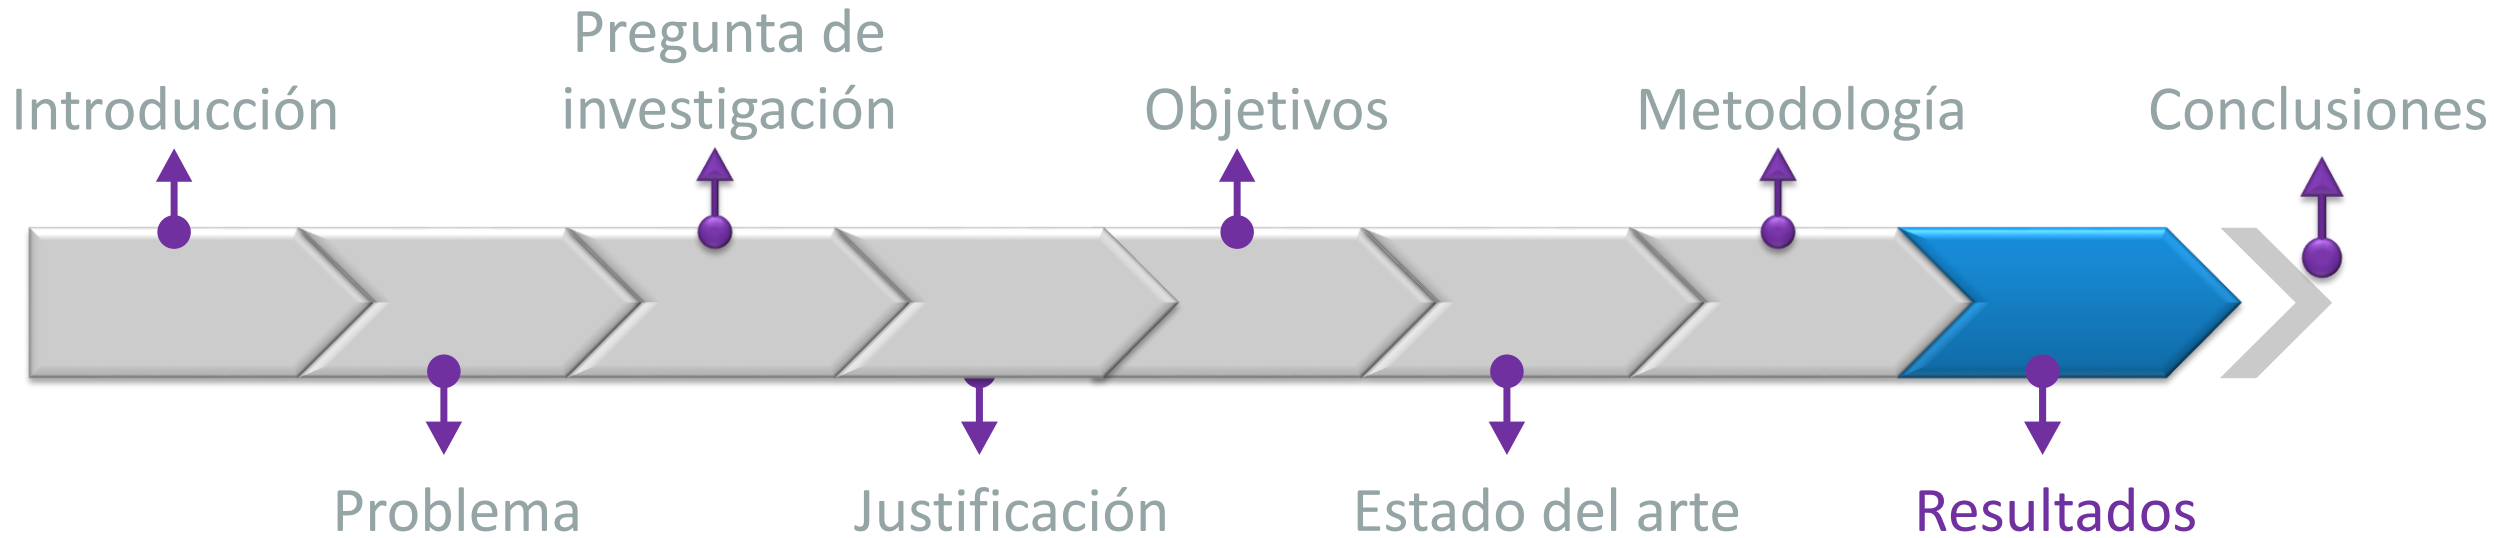 Pregunta de
investigación
Introducción
Objetivos
Metodología
Conclusiones
Problema
Justificación
Estado del arte
Resultados